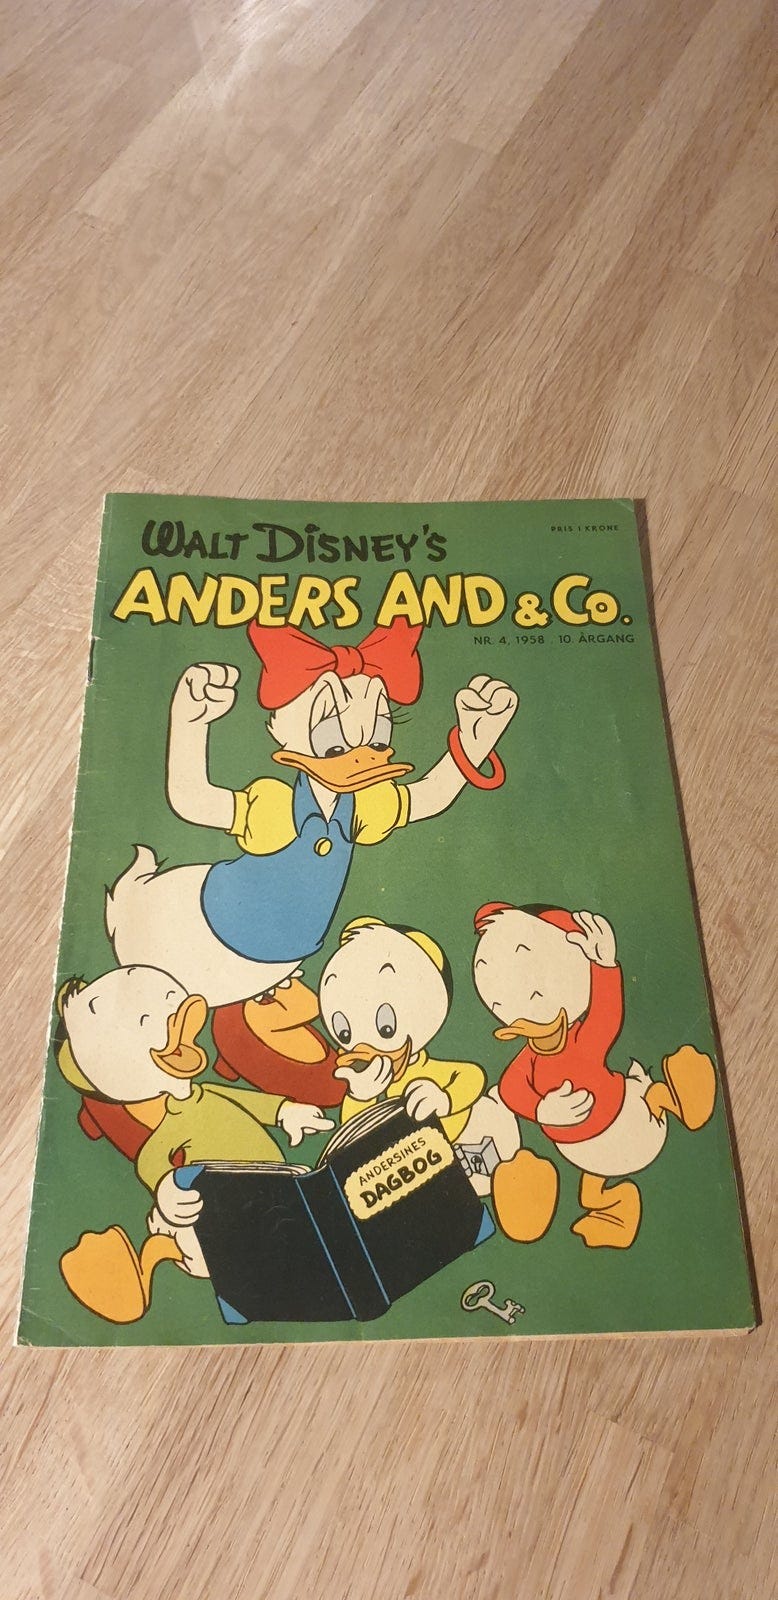 PRIS 1 KRONE
WALT DISNEY'S
ANDERS AND & Co.
NR. 4, 1958 . 10. ÅRGANG
ANDERSINES
DAGBOG